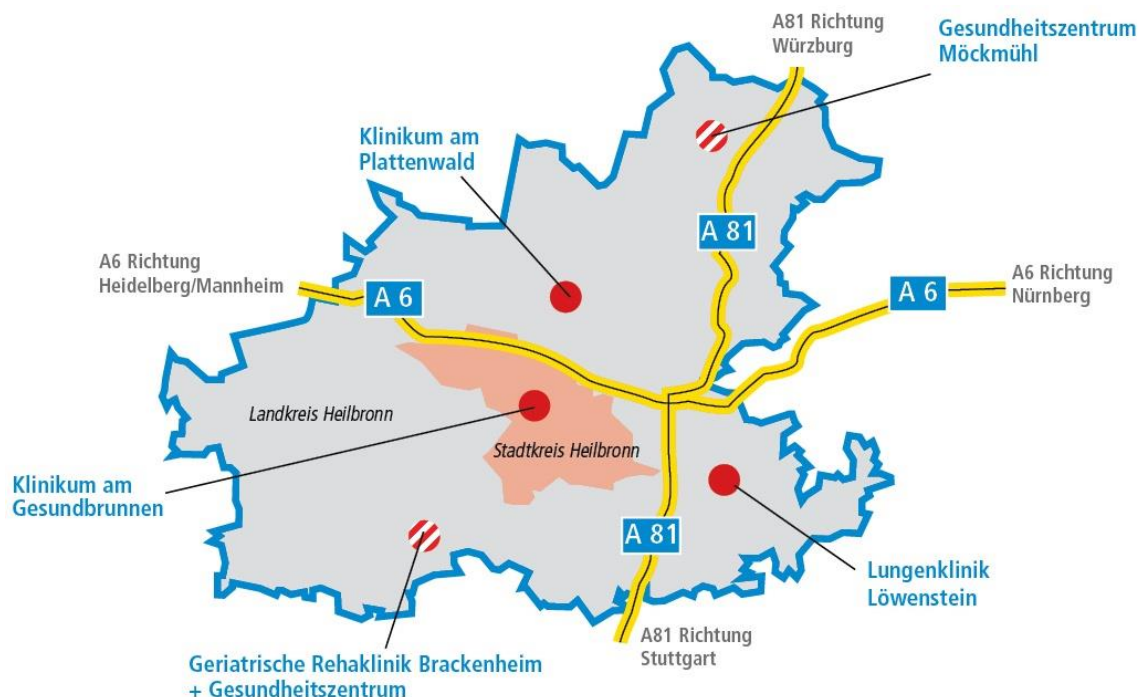 A81 Richtung
Würzburg
Gesundheitszentrum
Möckmühl
Klinikum am
Plattenwald
A 81
A6 Richtung
Heidelberg/Mannheim
A 6
A 6
A6 Richtung
Nürnberg
Landkreis Heilbronn
Stadtkreis Heilbronn
Klinikum am
Gesundbrunnen
A 81
Lungenklinik
Löwenstein
A81 Richtung
Stuttgart
Geriatrische Rehaklinik Brackenheim
+ Gesundheitszentrum